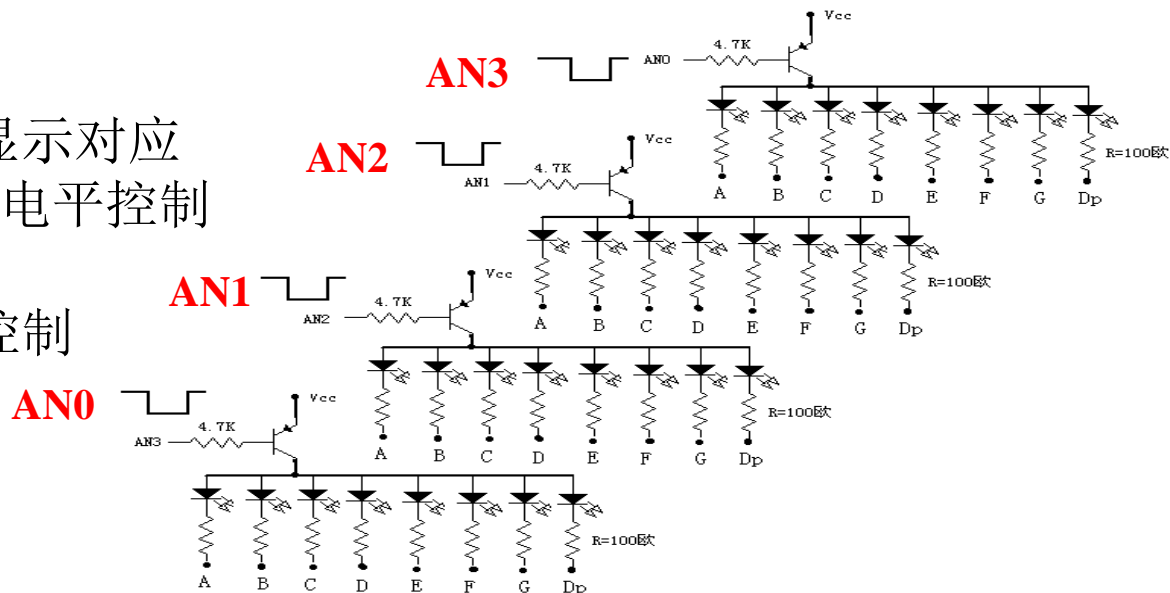 Vcc
4.7K
AN3
AN0
R=100欧
A B C D E F G Dp
显示对应
电平控制
Vcc
AN2
4.7K
AN1
R=100欧
A B C D E F G Dp
控制
Vcc
AN1
4.7K
AN2
R=100欧
A B C D E F G Dp
Vcc
AN0
4.7K
AN3
R=100欧
A B C D E F G Dp